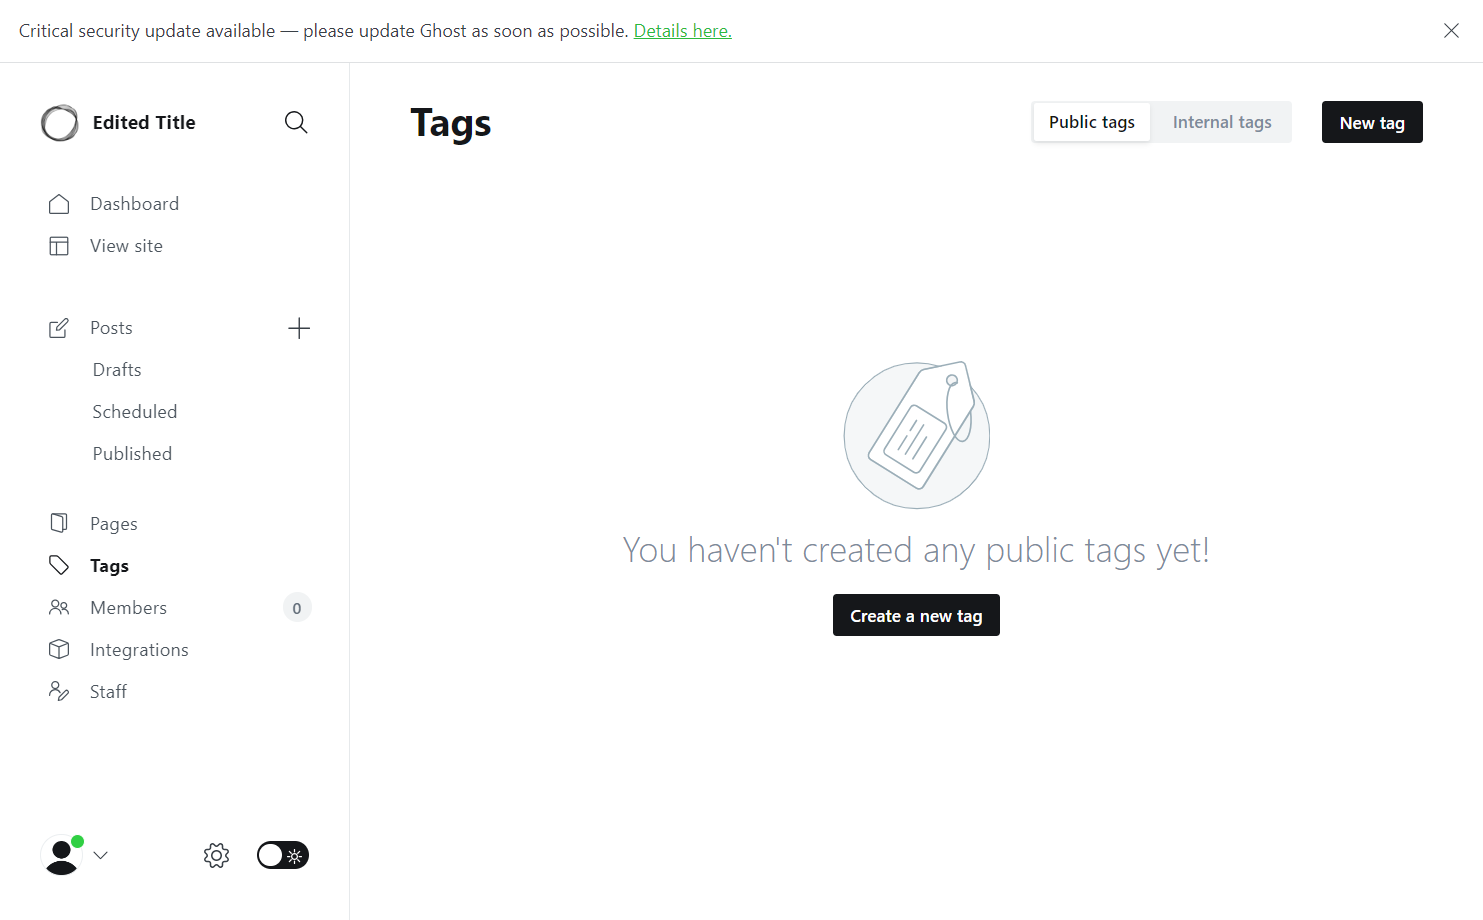 Critical security update available — please update Ghost as soon as possible. Details here.
Edited Title
Dashboard
View site
Posts
Drafts
Scheduled
Published
Pages
Tags
Members 0
Integrations
Staff
Tags
Public tags Internal tags New tag
You haven't created any public tags yet!
Create a new tag